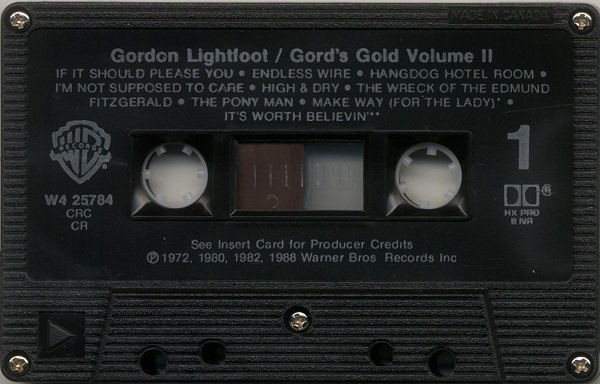 MADE IN CANADA
Gordon Lightfoot / Gord's Gold Volume II
IF IT SHOULD PLEASE YOU • ENDLESS WIRE • HANGDOG HOTEL ROOM •
I'M NOT SUPPOSED TO CARE • HIGH & DRY • THE WRECK OF THE EDMUND
FITZGERALD • THE PONY MAN • MAKE WAY (FOR THE LADY)* •
IT'S WORTH BELIEVIN'**
WB
RECORDS
1
W4 25784
CRC
CR
HX PRO
B NR
®
See Insert Card for Producer Credits
℗ 1972, 1980, 1982, 1988 Warner Bros Records Inc